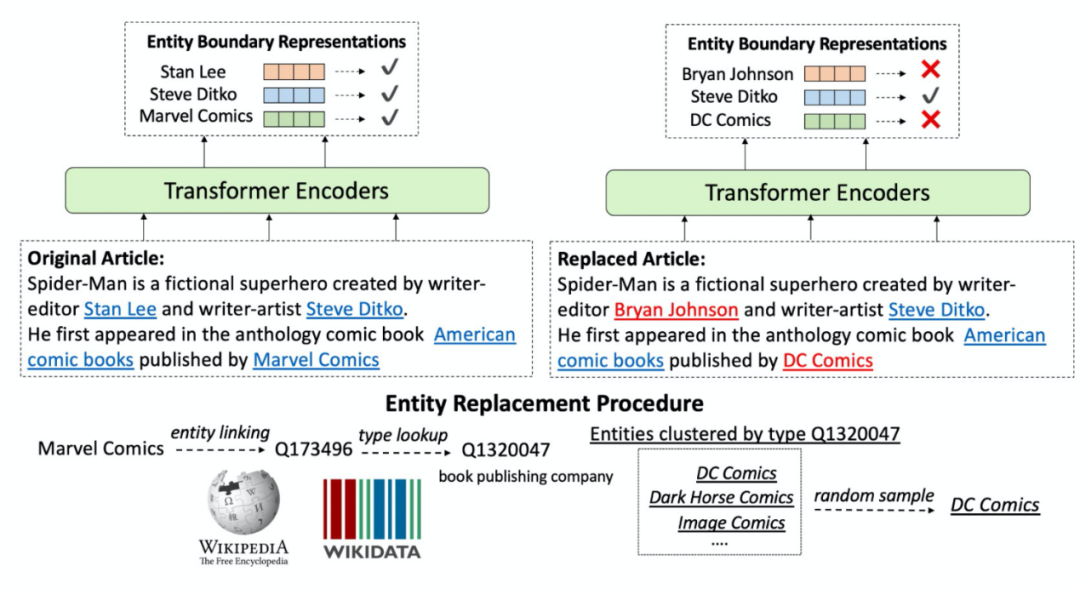 Entity Boundary Representations
Stan Lee
Steve Ditko
Marvel Comics
Transformer Encoders
Original Article:
Spider-Man is a fictional superhero created by writer-
editor Stan Lee and writer-artist Steve Ditko.
He first appeared in the anthology comic book American
comic books published by Marvel Comics
Entity Boundary Representations
Bryan Johnson
Steve Ditko
DC Comics
Transformer Encoders
Replaced Article:
Spider-Man is a fictional superhero created by writer-
editor Bryan Johnson and writer-artist Steve Ditko.
He first appeared in the anthology comic book American
comic books published by DC Comics
Entity Replacement Procedure
Marvel Comics
entity linking
Q173496
type lookup
Q1320047
book publishing company
WIKIPEDIA
The Free Encyclopedia
WIKIDATA
Entities clustered by type Q1320047
DC Comics
Dark Horse Comics
Image Comics
....
random sample
DC Comics